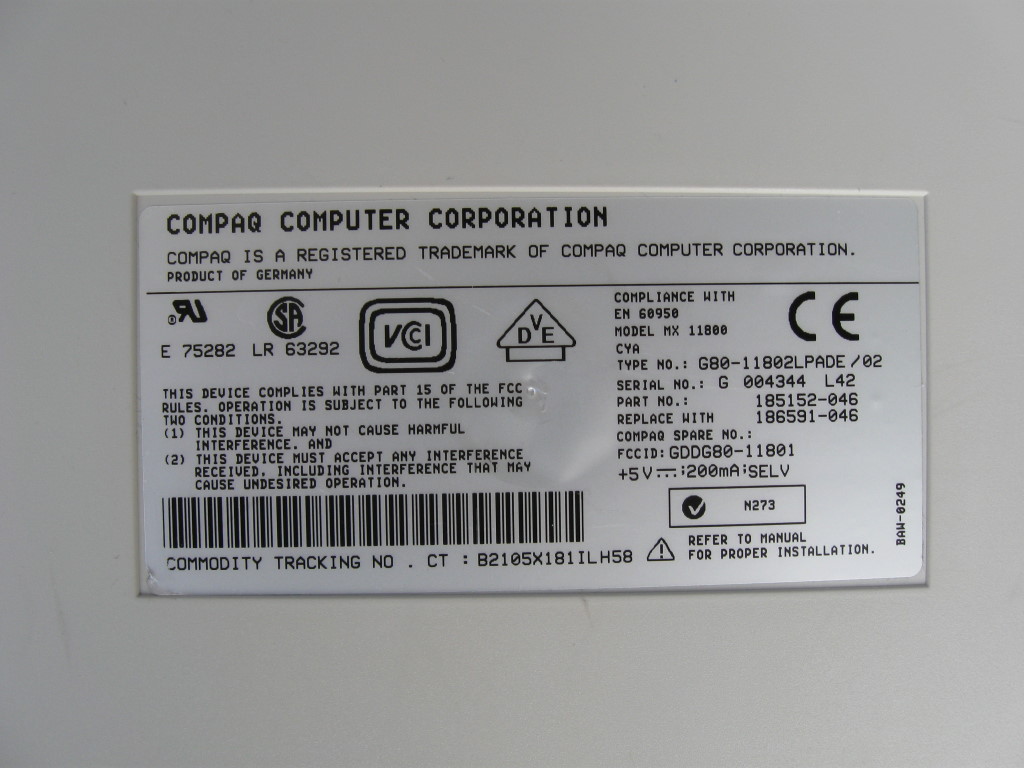 COMPAQ COMPUTER CORPORATION
COMPAQ IS A REGISTERED TRADEMARK OF COMPAQ COMPUTER CORPORATION.
PRODUCT OF GERMANY
E 75282 LR 63292
VCCI
VDE
THIS DEVICE COMPLIES WITH PART 15 OF THE FCC
RULES. OPERATION IS SUBJECT TO THE FOLLOWING
TWO CONDITIONS.
(1) THIS DEVICE MAY NOT CAUSE HARMFUL
INTERFERENCE, AND
(2) THIS DEVICE MUST ACCEPT ANY INTERFERENCE
RECEIVED, INCLUDING INTERFERENCE THAT MAY
CAUSE UNDESIRED OPERATION.
COMMODITY TRACKING NO . CT : B2105X181ILH58
COMPLIANCE WITH
EN 60950
MODEL MX 11800
CYA
CE
TYPE NO.: G80-11802LPADE/02
SERIAL NO.: G 004344 L42
PART NO.: 185152-046
REPLACE WITH 186591-046
COMPAQ SPARE NO.:
FCCID: GDDG80-11801
+5V⎓:200mA;SELV
N273
REFER TO MANUAL
FOR PROPER INSTALLATION.
BAW-0249